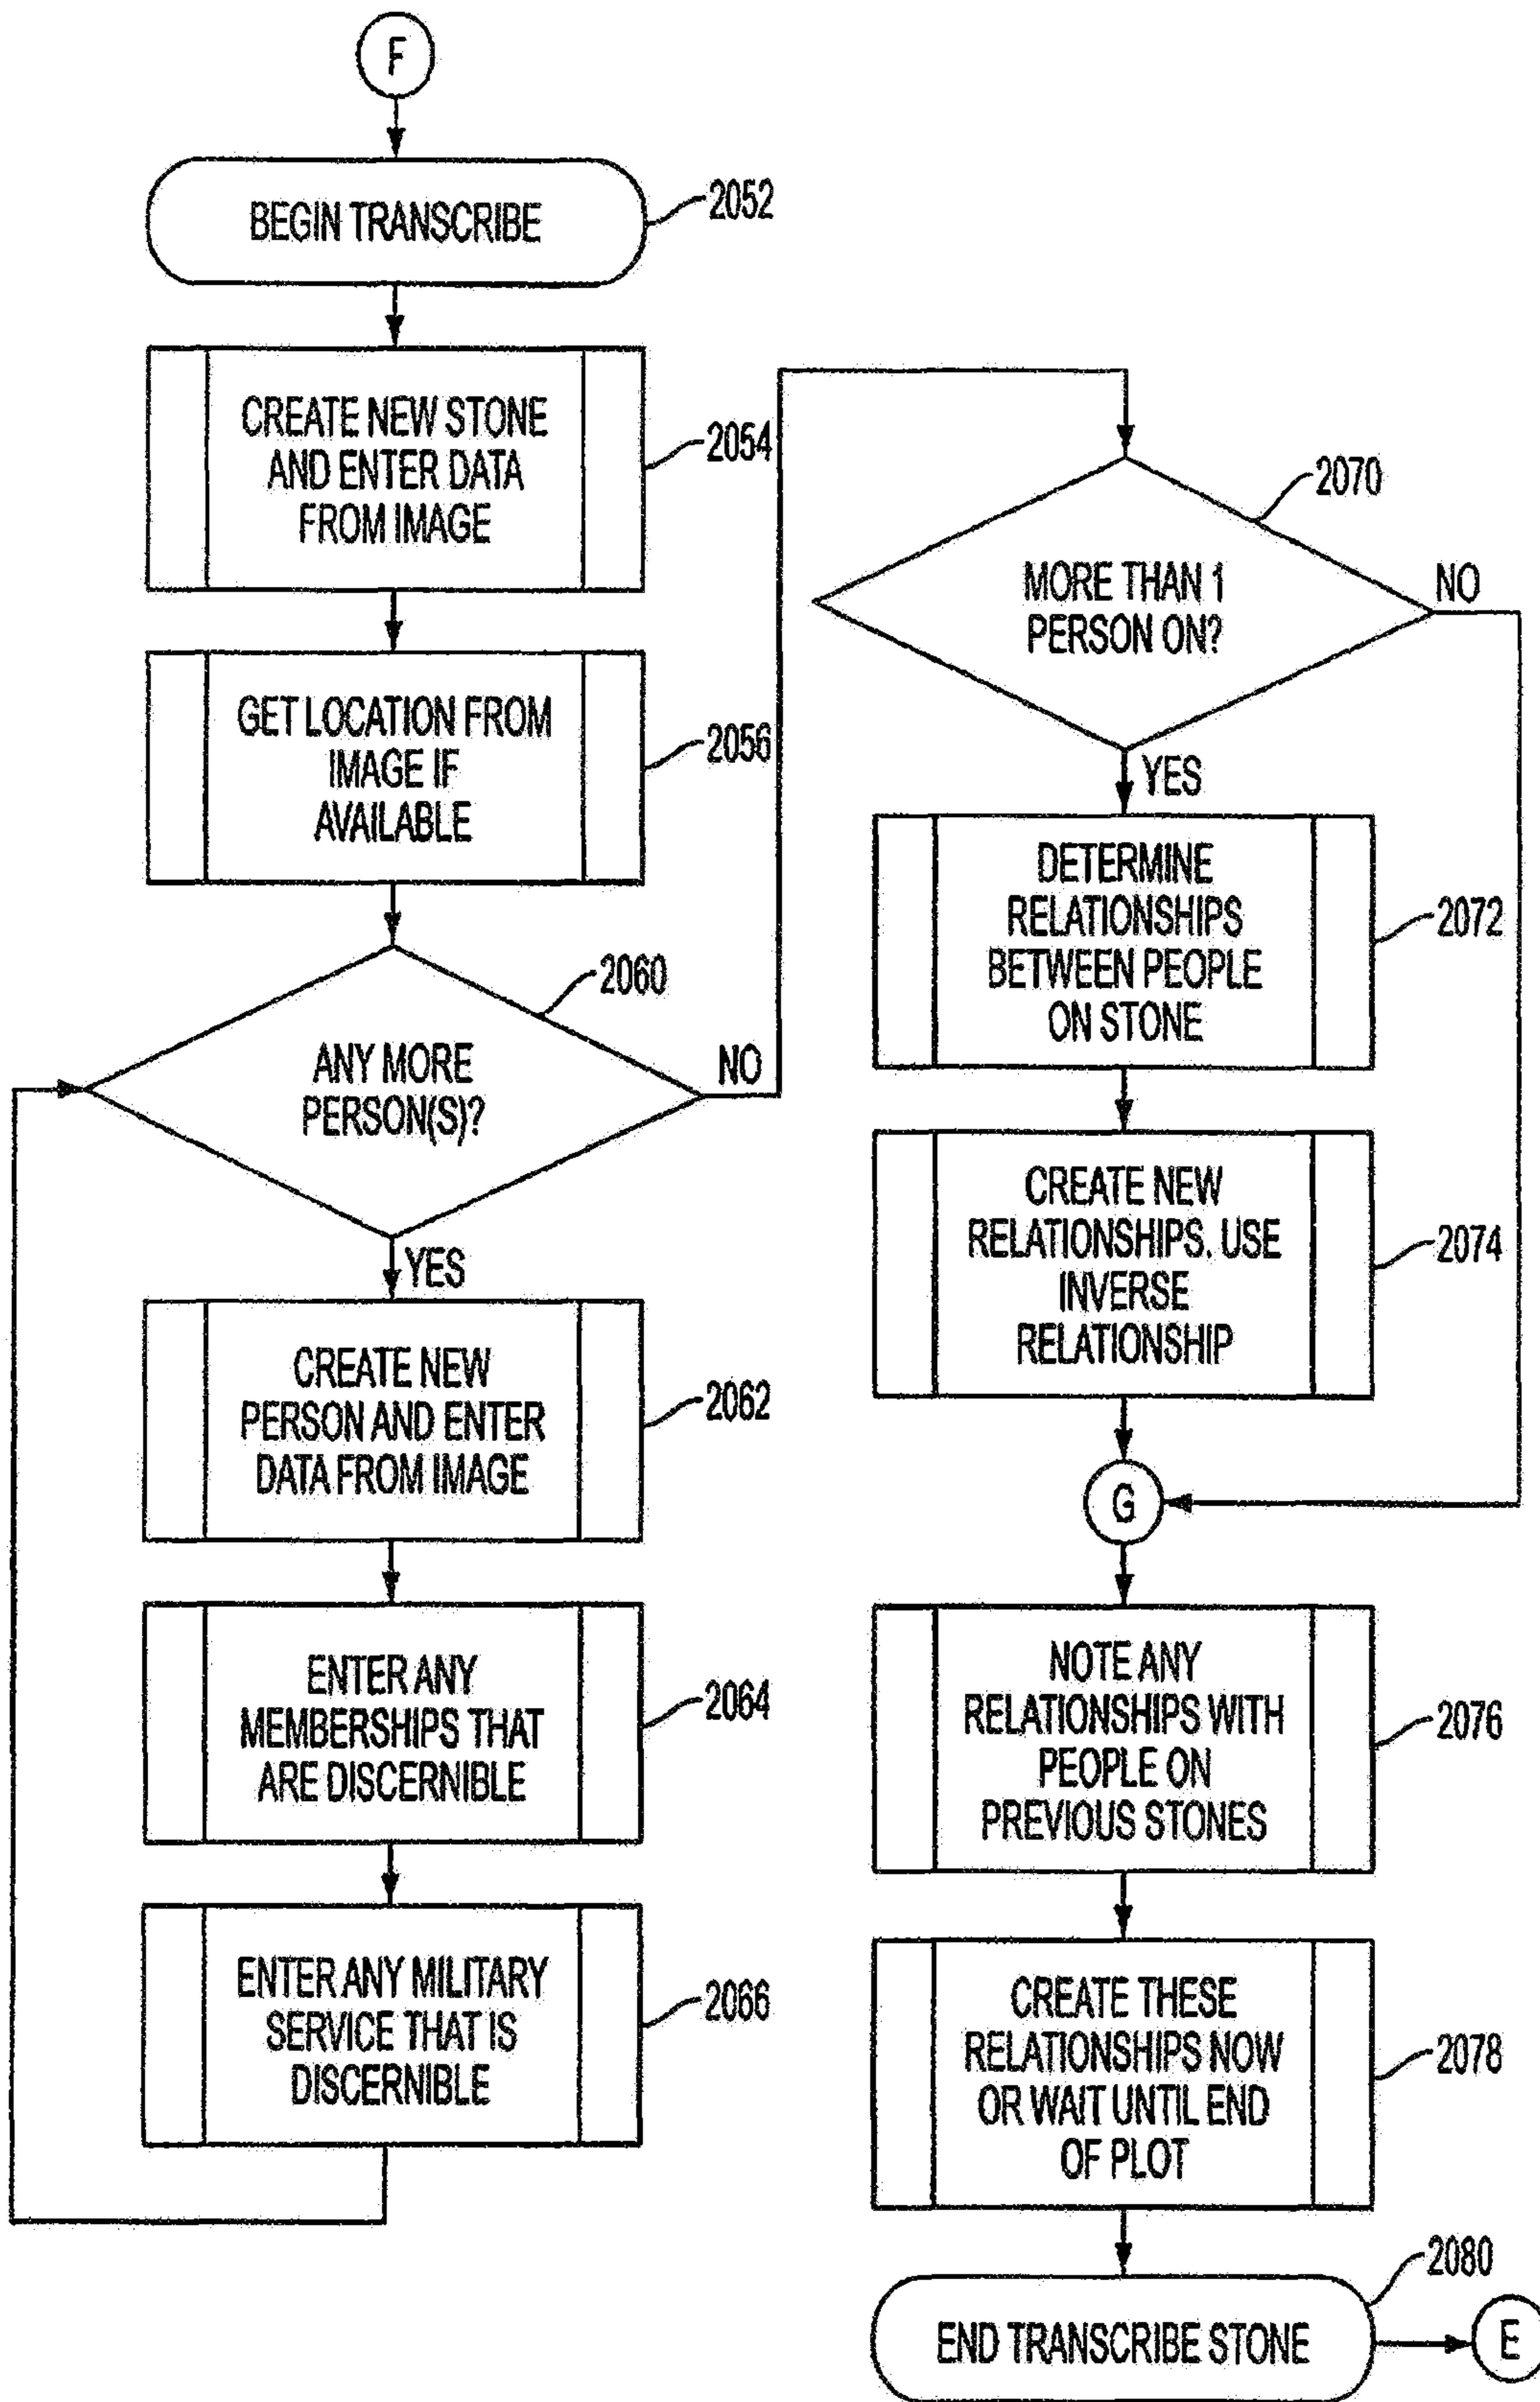 F
BEGIN TRANSCRIBE
2052
CREATE NEW STONE
AND ENTER DATA
FROM IMAGE
2054
GET LOCATION FROM
IMAGE IF
AVAILABLE
2056
2060
ANY MORE
PERSON(S)?
NO
YES
CREATE NEW
PERSON AND ENTER
DATA FROM IMAGE
2062
ENTER ANY
MEMBERSHIPS THAT
ARE DISCERNIBLE
2064
ENTER ANY MILITARY
SERVICE THAT IS
DISCERNIBLE
2066
2070
MORE THAN 1
PERSON ON?
NO
YES
DETERMINE
RELATIONSHIPS
BETWEEN PEOPLE
ON STONE
2072
CREATE NEW
RELATIONSHIPS. USE
INVERSE
RELATIONSHIP
2074
G
NOTE ANY
RELATIONSHIPS WITH
PEOPLE ON
PREVIOUS STONES
2076
CREATE THESE
RELATIONSHIPS NOW
OR WAIT UNTIL END
OF PLOT
2078
2080
END TRANSCRIBE STONE
E